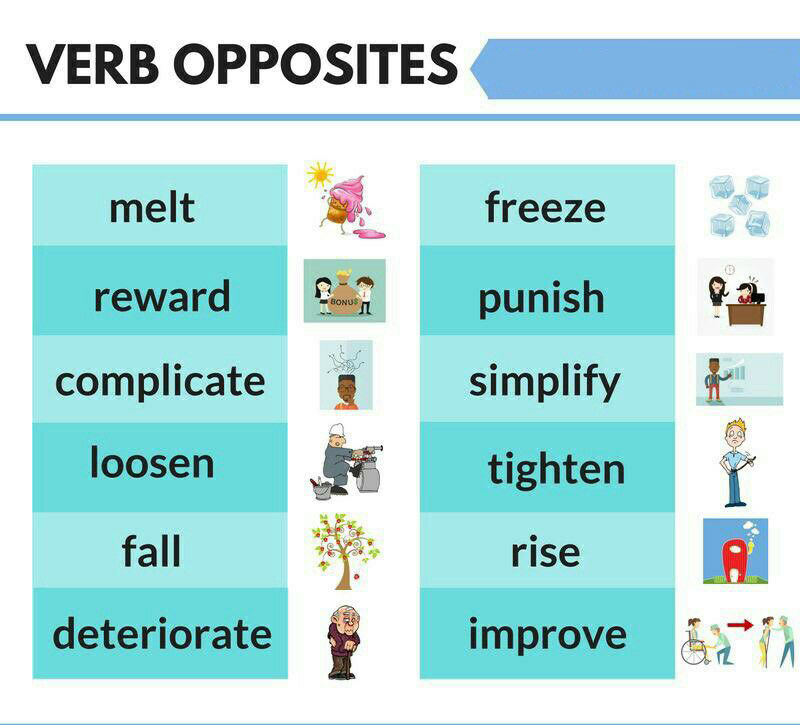 VERB OPPOSITES
melt freeze
reward BONUS punish
complicate simplify
loosen tighten
fall rise
deteriorate improve